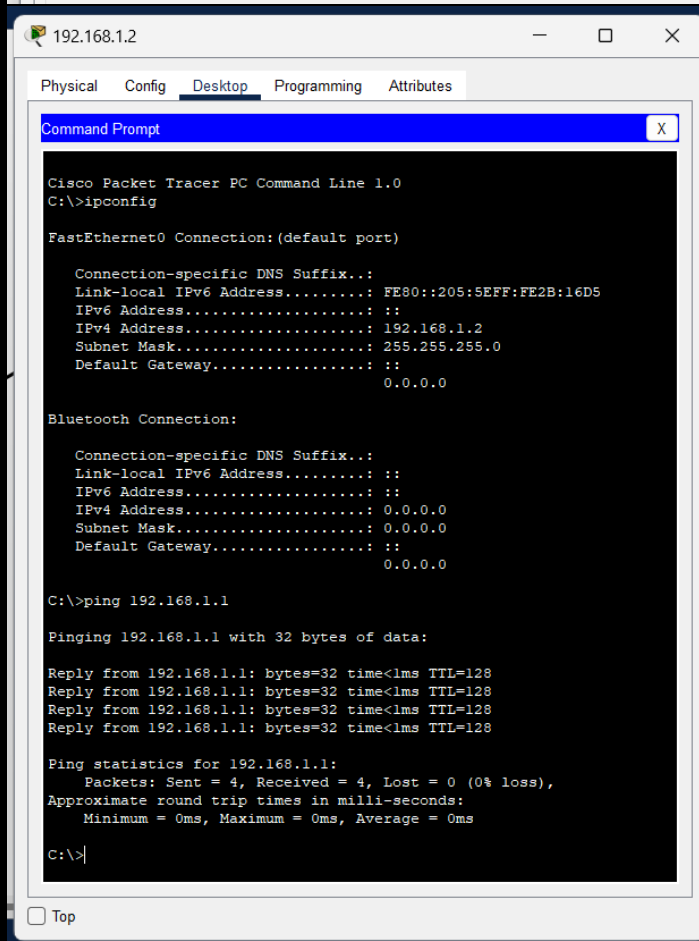 192.168.1.2
Physical Config Desktop Programming Attributes
Command Prompt X
Cisco Packet Tracer PC Command Line 1.0
C:\>ipconfig
FastEthernet0 Connection:(default port)
Connection-specific DNS Suffix..:
Link-local IPv6 Address.........: FE80::205:5EFF:FE2B:16D5
IPv6 Address....................: ::
IPv4 Address....................: 192.168.1.2
Subnet Mask.....................: 255.255.255.0
Default Gateway.................: ::
0.0.0.0
Bluetooth Connection:
Connection-specific DNS Suffix..:
Link-local IPv6 Address.........: ::
IPv6 Address....................: ::
IPv4 Address....................: 0.0.0.0
Subnet Mask.....................: 0.0.0.0
Default Gateway.................: ::
0.0.0.0
C:\>ping 192.168.1.1
Pinging 192.168.1.1 with 32 bytes of data:
Reply from 192.168.1.1: bytes=32 time<1ms TTL=128
Reply from 192.168.1.1: bytes=32 time<1ms TTL=128
Reply from 192.168.1.1: bytes=32 time<1ms TTL=128
Reply from 192.168.1.1: bytes=32 time<1ms TTL=128
Ping statistics for 192.168.1.1:
Packets: Sent = 4, Received = 4, Lost = 0 (0% loss),
Approximate round trip times in milli-seconds:
Minimum = 0ms, Maximum = 0ms, Average = 0ms
C:\>
Top